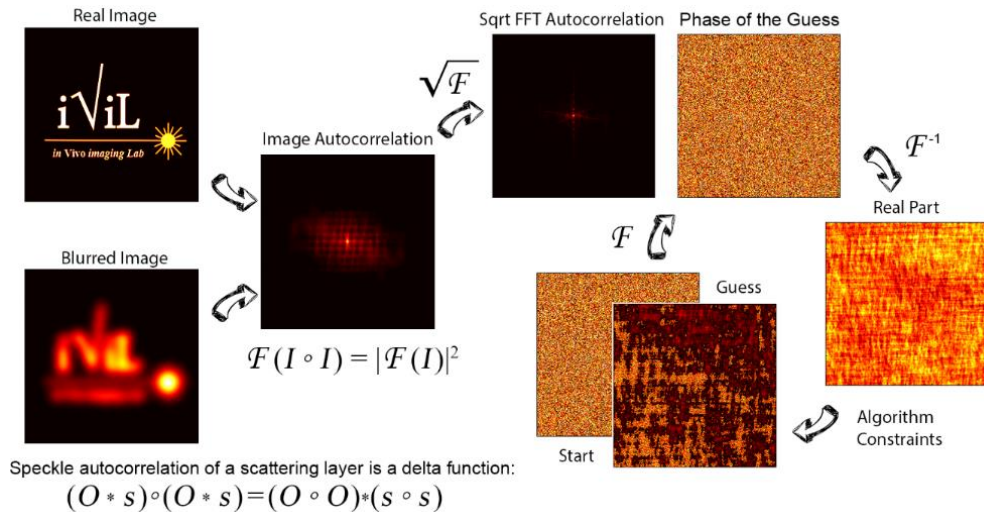 Real Image
iViL
in Vivo imaging Lab
Blurred Image
Image Autocorrelation
F(I ∘ I) = |F(I)|²
Speckle autocorrelation of a scattering layer is a delta function:
(O * s)∘(O * s)=(O ∘ O)*(s ∘ s)
√F
Sqrt FFT Autocorrelation
Phase of the Guess
F⁻¹
Real Part
Algorithm
Constraints
Guess
Start
F